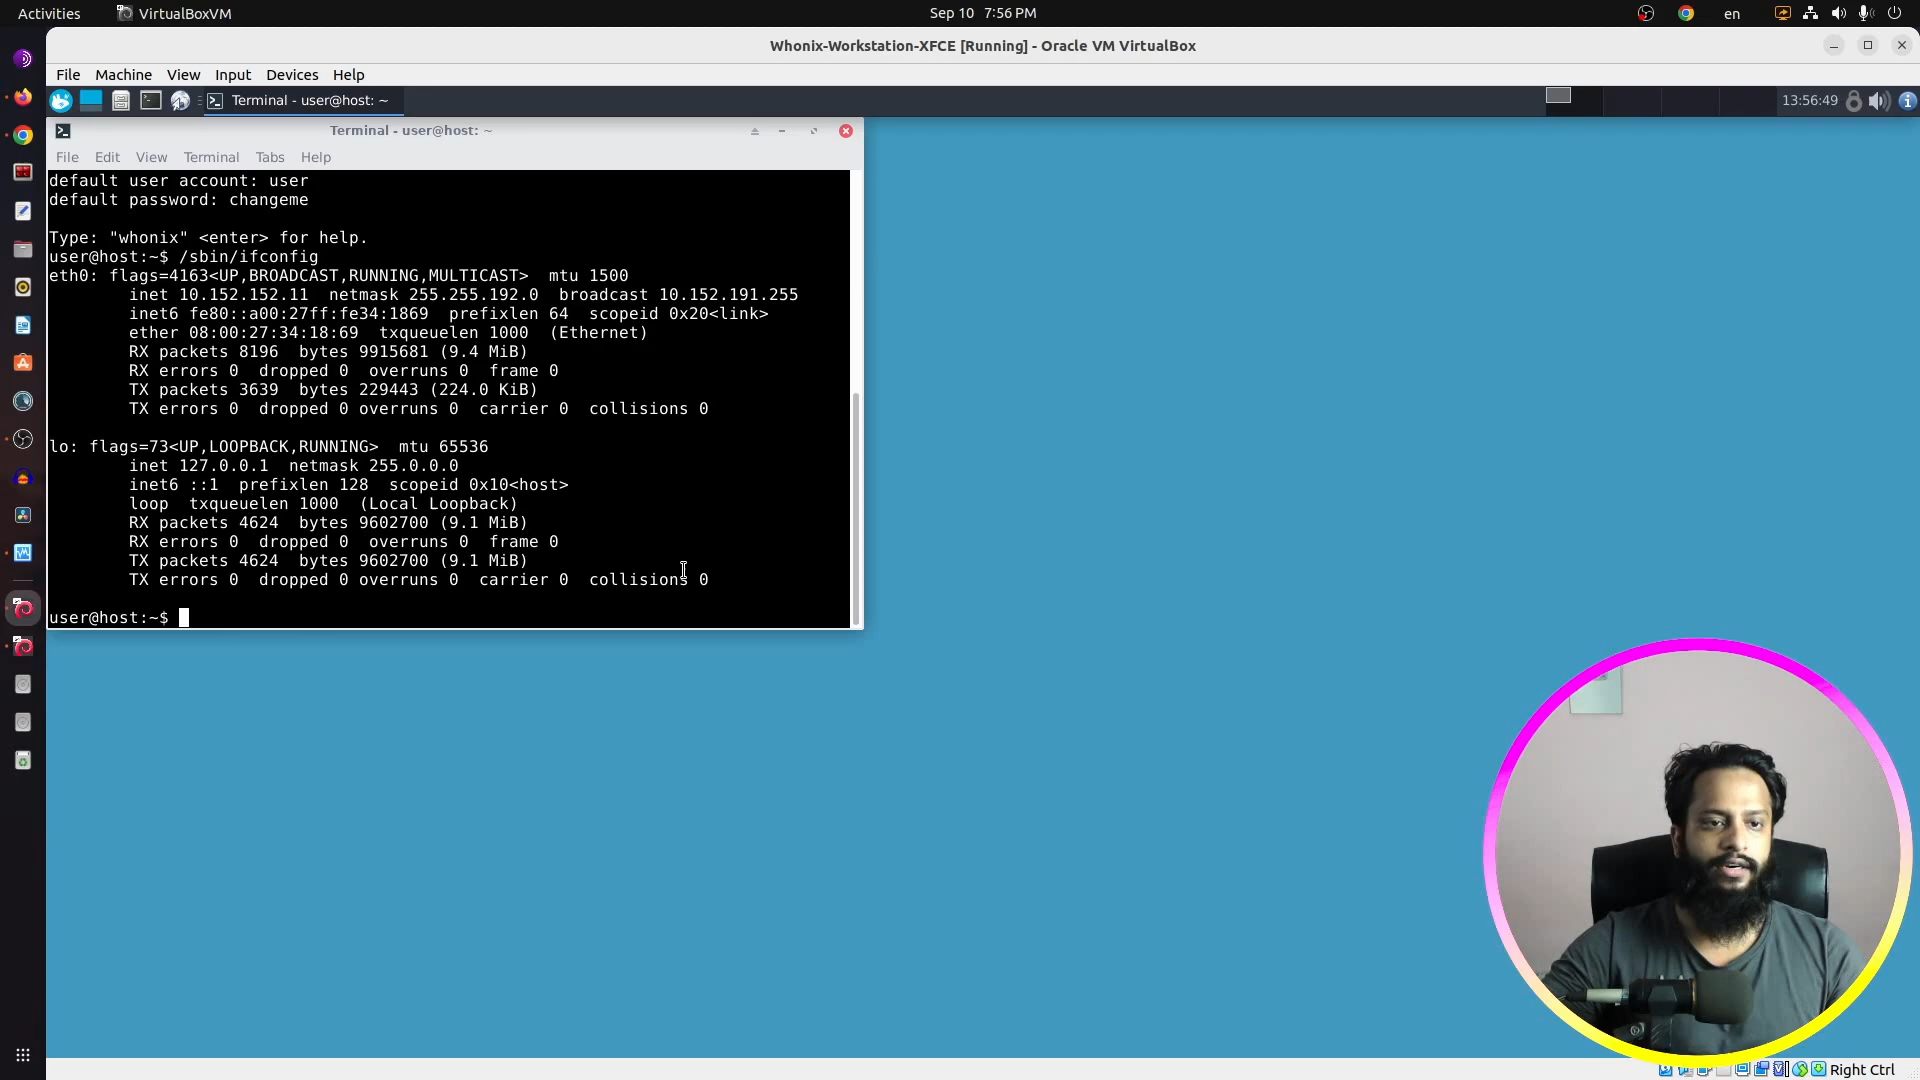 Activities VirtualBoxVM Sep 10 7:56 PM en
Whonix-Workstation-XFCE [Running] - Oracle VM VirtualBox
File Machine View Input Devices Help
Terminal - user@host: ~ 13:56:49
Terminal - user@host: ~
File Edit View Terminal Tabs Help
default user account: user
default password: changeme
Type: "whonix" <enter> for help.
user@host:~$ /sbin/ifconfig
eth0: flags=4163<UP,BROADCAST,RUNNING,MULTICAST> mtu 1500
inet 10.152.152.11 netmask 255.255.192.0 broadcast 10.152.191.255
inet6 fe80::a00:27ff:fe34:1869 prefixlen 64 scopeid 0x20<link>
ether 08:00:27:34:18:69 txqueuelen 1000 (Ethernet)
RX packets 8196 bytes 9915681 (9.4 MiB)
RX errors 0 dropped 0 overruns 0 frame 0
TX packets 3639 bytes 229443 (224.0 KiB)
TX errors 0 dropped 0 overruns 0 carrier 0 collisions 0
lo: flags=73<UP,LOOPBACK,RUNNING> mtu 65536
inet 127.0.0.1 netmask 255.0.0.0
inet6 ::1 prefixlen 128 scopeid 0x10<host>
loop txqueuelen 1000 (Local Loopback)
RX packets 4624 bytes 9602700 (9.1 MiB)
RX errors 0 dropped 0 overruns 0 frame 0
TX packets 4624 bytes 9602700 (9.1 MiB)
TX errors 0 dropped 0 overruns 0 carrier 0 collisions 0
user@host:~$
Right Ctrl